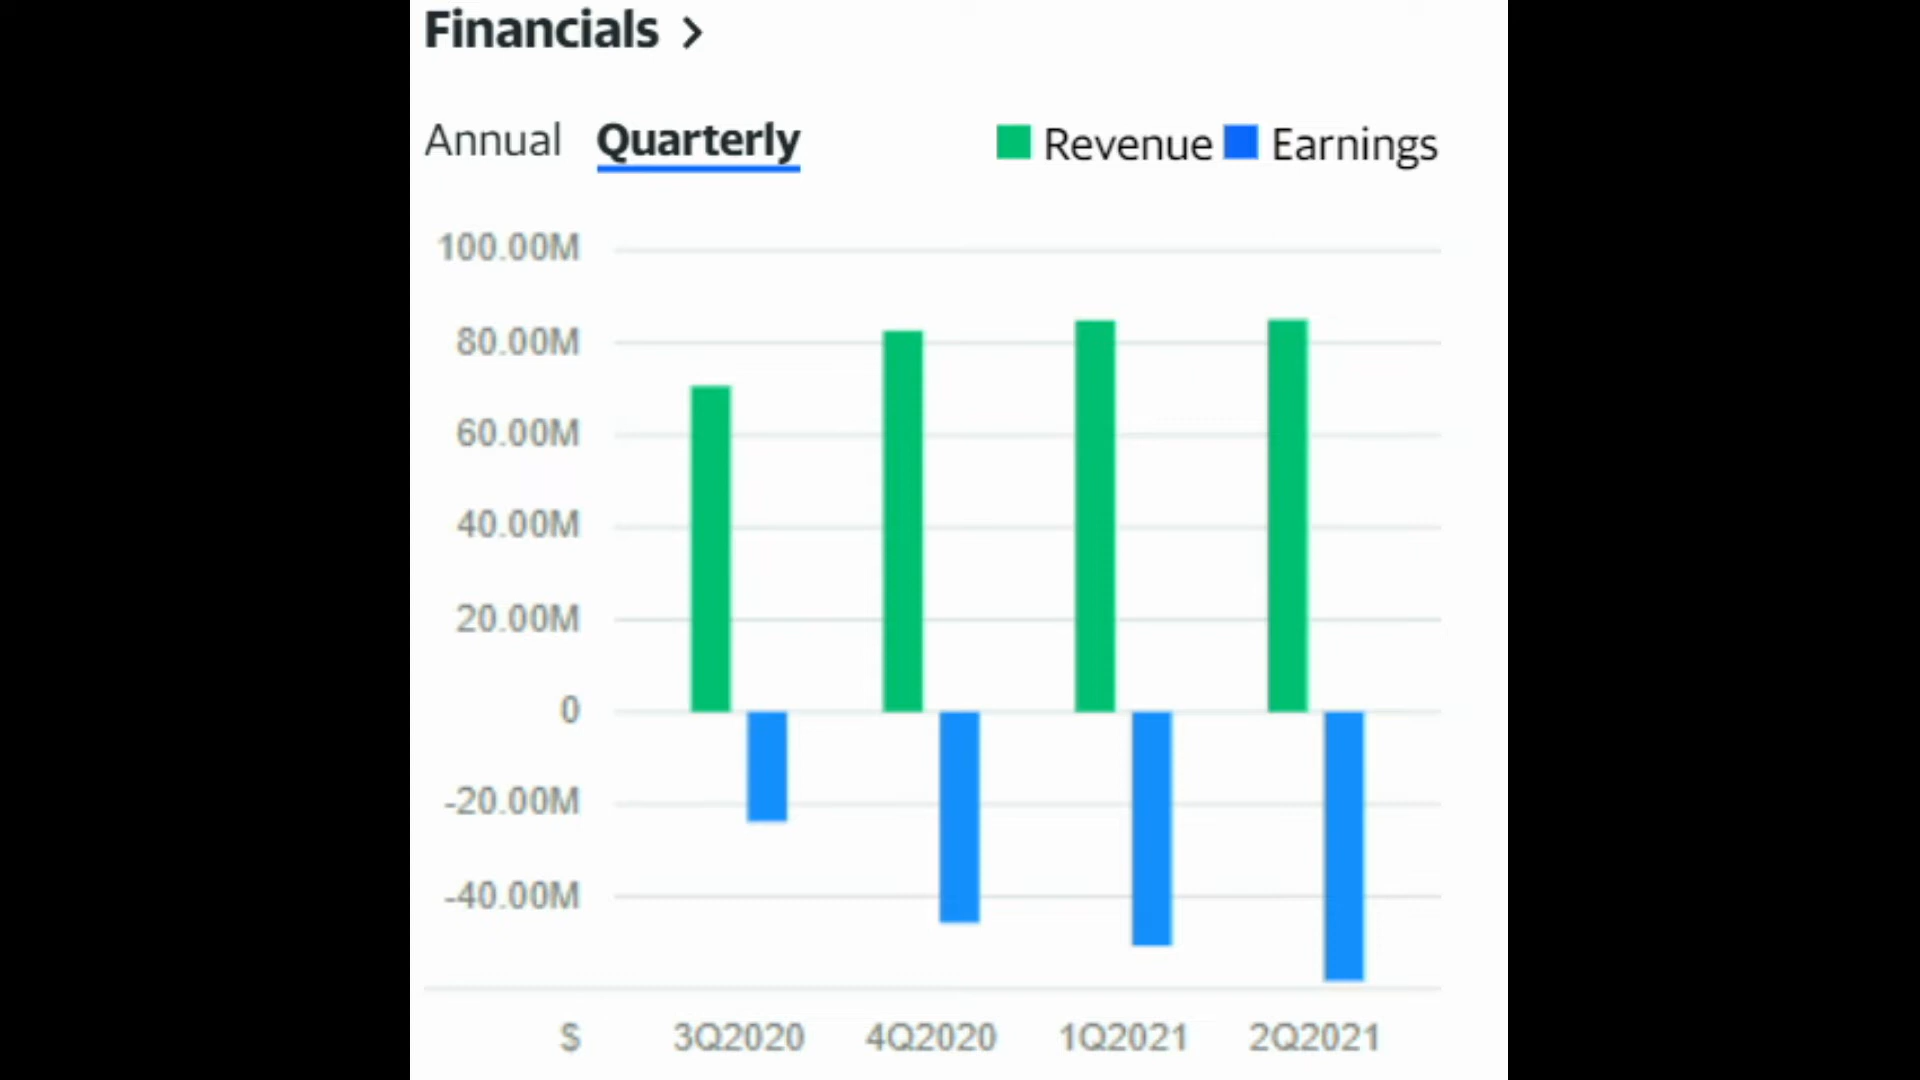 Financials >
Annual Quarterly Revenue Earnings
100.00M
80.00M
60.00M
40.00M
20.00M
0
-20.00M
-40.00M
$ 3Q2020 4Q2020 1Q2021 2Q2021